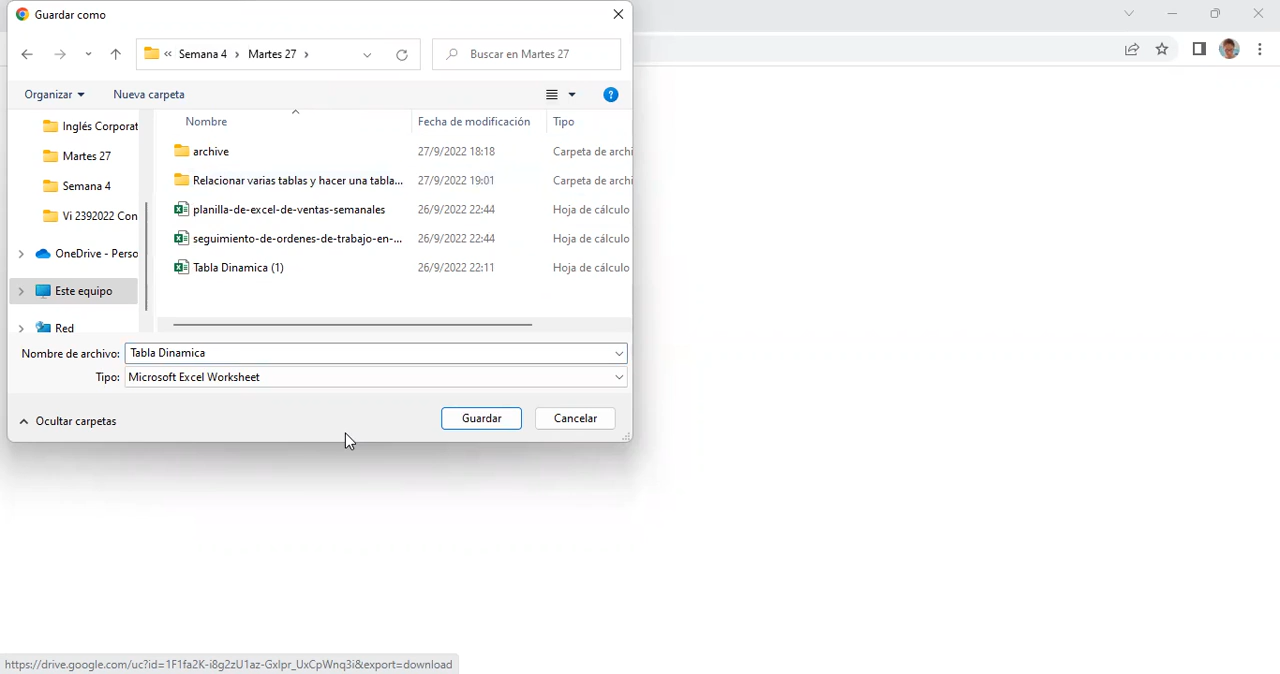 Guardar como
« Semana 4 › Martes 27 ›
Buscar en Martes 27
Organizar
Nueva carpeta
?
Nombre
Fecha de modificación
Tipo
Inglés Corporat
Martes 27
Semana 4
Vi 2392022 Con
OneDrive - Perso
Este equipo
Red
archive
27/9/2022 18:18
Carpeta de archi
Relacionar varias tablas y hacer una tabla...
27/9/2022 19:01
Carpeta de archi
planilla-de-excel-de-ventas-semanales
26/9/2022 22:44
Hoja de cálculo
seguimiento-de-ordenes-de-trabajo-en-...
26/9/2022 22:44
Hoja de cálculo
Tabla Dinamica (1)
26/9/2022 22:11
Hoja de cálculo
Nombre de archivo: Tabla Dinamica
Tipo: Microsoft Excel Worksheet
Ocultar carpetas
Guardar
Cancelar
https://drive.google.com/uc?id=1F1fa2K-i8g2zU1az-Gxlpr_UxCpWnq3i&export=download